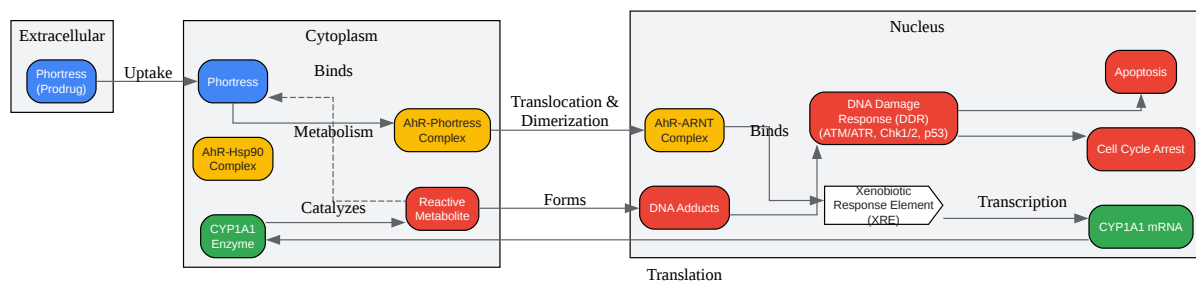 Extracellular
Phortress
(Prodrug)
Uptake
Cytoplasm
Phortress
Binds
Metabolism
AhR-Phortress
Complex
AhR-Hsp90
Complex
Catalyzes
Reactive
Metabolite
CYP1A1
Enzyme
Translocation &
Dimerization
Forms
Nucleus
AhR-ARNT
Complex
Binds
DNA Damage
Response (DDR)
(ATM/ATR, Chk1/2, p53)
Apoptosis
Cell Cycle Arrest
DNA Adducts
Xenobiotic
Response Element
(XRE)
Transcription
CYP1A1 mRNA
Translation